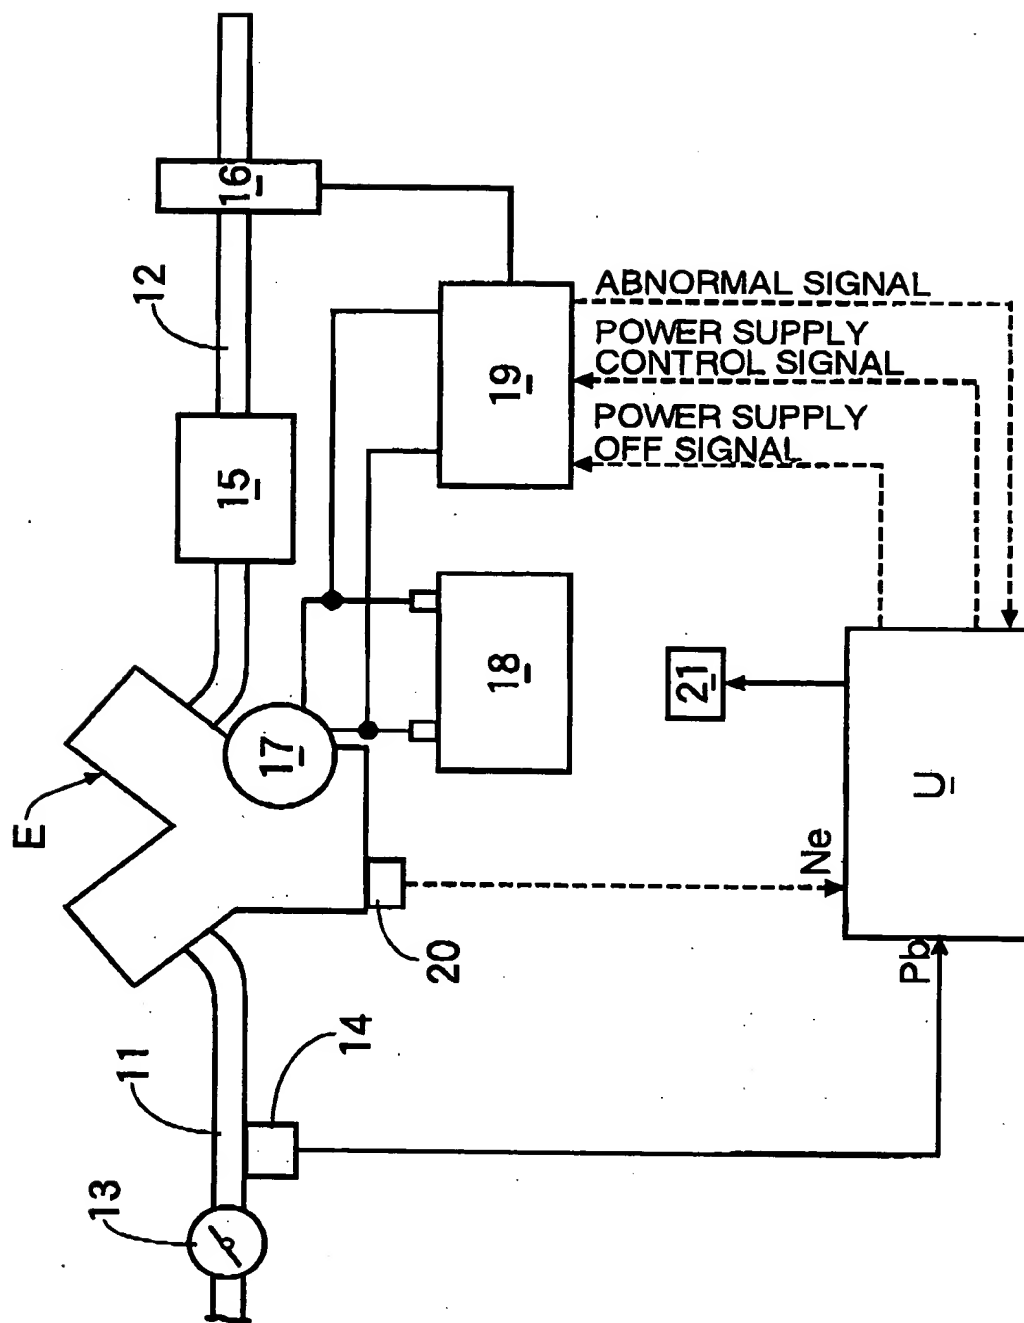 16
12
ABNORMAL SIGNAL
POWER SUPPLY
CONTROL SIGNAL
POWER SUPPLY
OFF SIGNAL
19
15
18
21
17
E
U
Ne
20
Pb
14
11
13